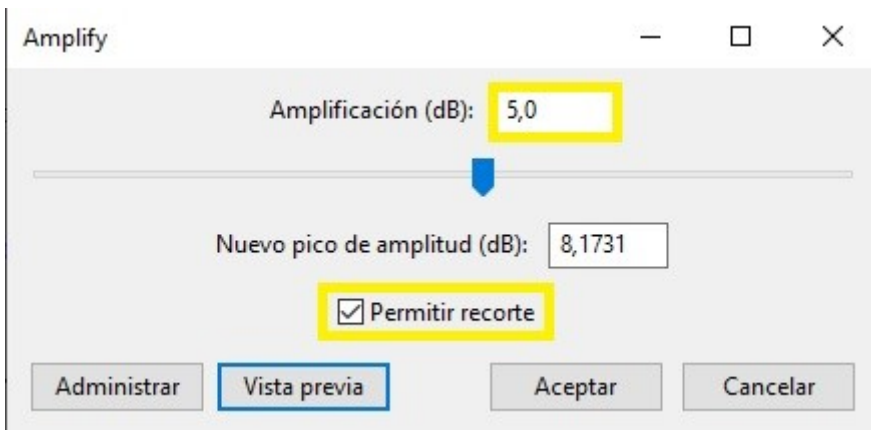 Amplify
Amplificación (dB): 5,0
Nuevo pico de amplitud (dB): 8,1731
Permitir recorte
Administrar Vista previa Aceptar Cancelar